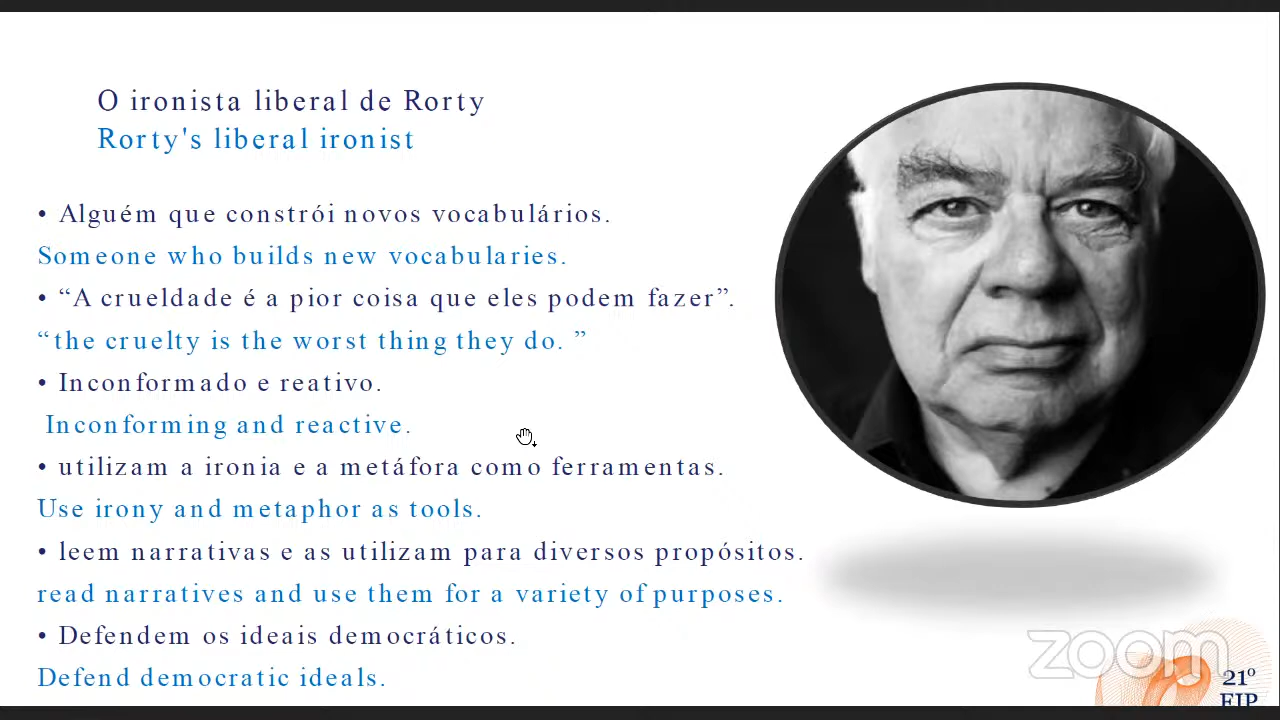 O ironista liberal de Rorty
Rorty's liberal ironist
• Alguém que constrói novos vocabulários.
Someone who builds new vocabularies.
• “A crueldade é a pior coisa que eles podem fazer”.
“the cruelty is the worst thing they do. ”
• Inconformado e reativo.
Inconforming and reactive.
• utilizam a ironia e a metáfora como ferramentas.
Use irony and metaphor as tools.
• leem narrativas e as utilizam para diversos propósitos.
read narratives and use them for a variety of purposes.
• Defendem os ideais democráticos.
Defend democratic ideals.
zoom
21º
EIP